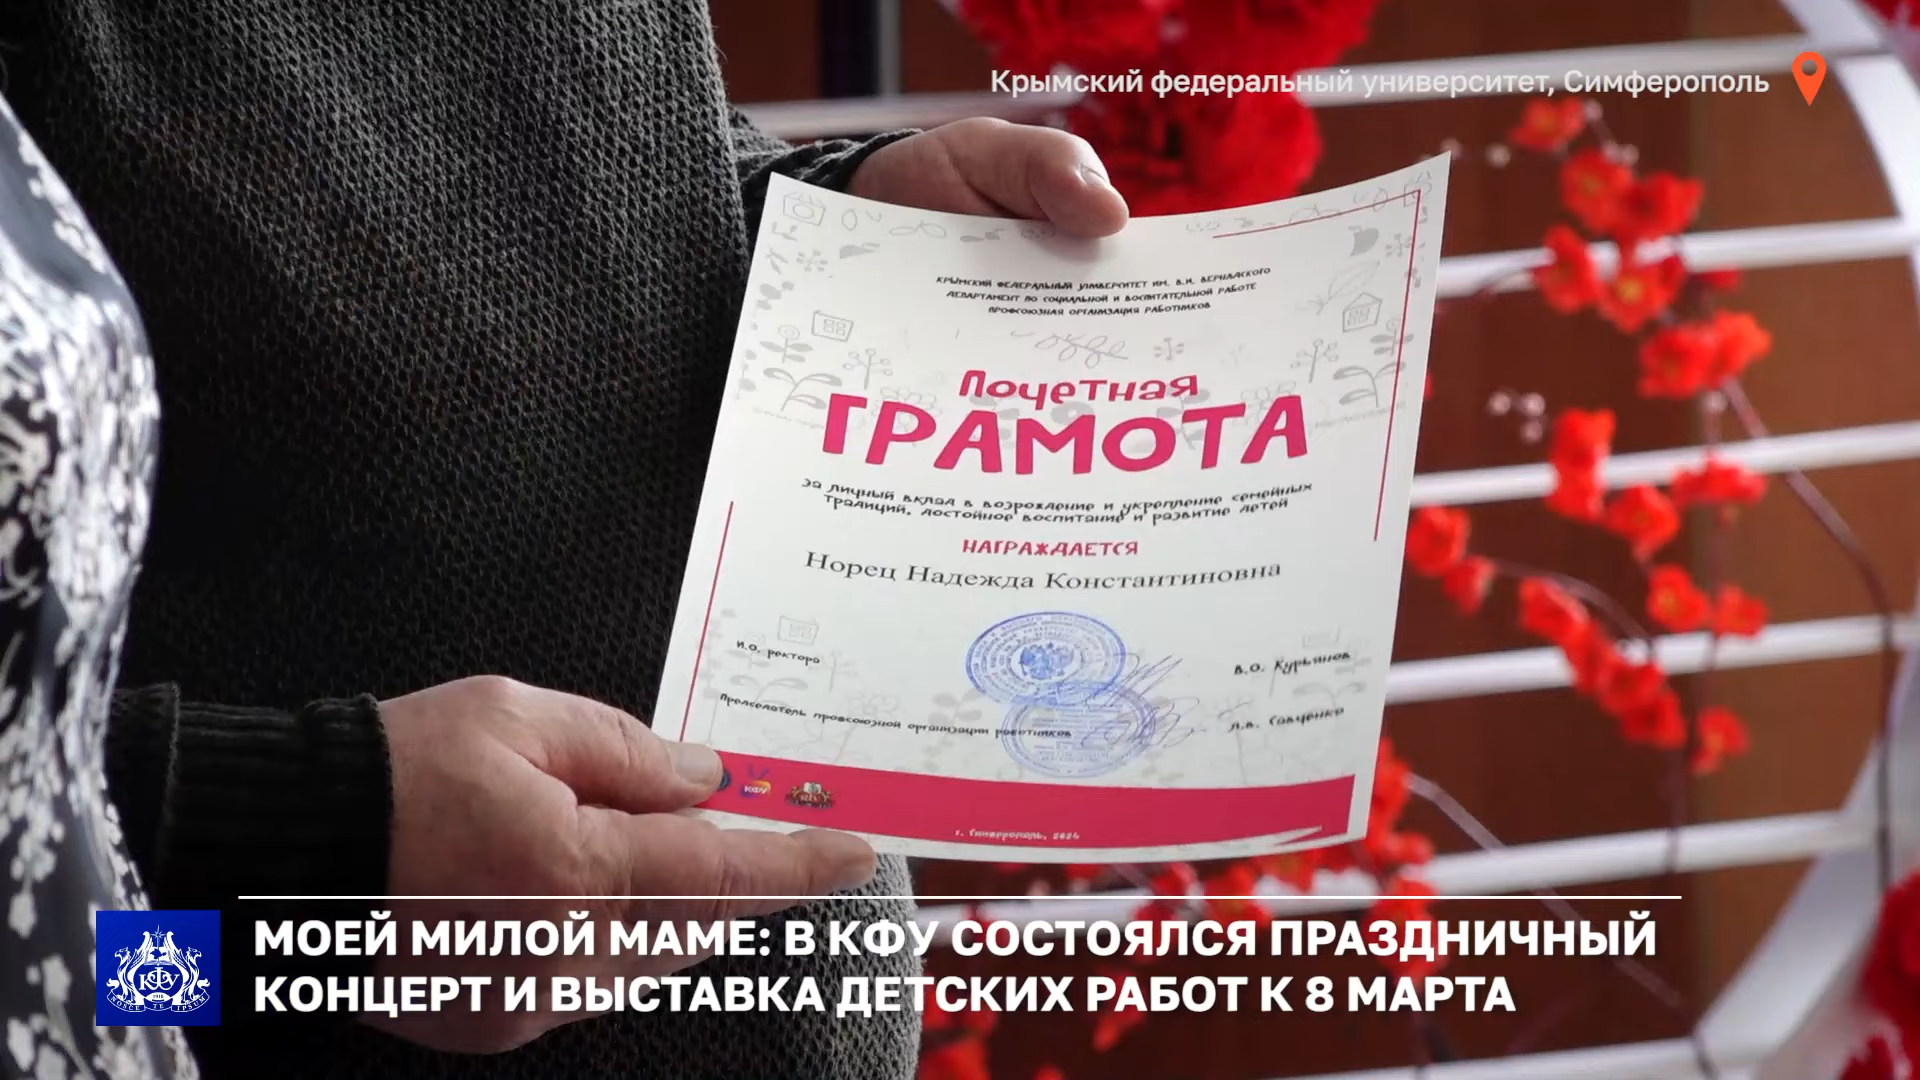 Крымский федеральный университет, Симферополь
КРЫМСКИЙ ФЕДЕРАЛЬНЫЙ УНИВЕРСИТЕТ ИМ. В.И. ВЕРНАДСКОГО
ДЕПАРТАМЕНТ ПО СОЦИАЛЬНОЙ И ВОСПИТАТЕЛЬНОЙ РАБОТЕ
ПРОФСОЮЗНАЯ ОРГАНИЗАЦИЯ РАБОТНИКОВ
Почетная
ГРАМОТА
За личный вклад в возрождение и укрепление семейных
традиций, достойное воспитание и развитие детей
НАГРАЖДАЕТСЯ
Норец Надежда Константиновна
И.О. ректора
В.О. Курьянов
Председатель профсоюзной организации работников
Л.В. Савченко
КФУ
г. Симферополь, 2024
МОЕЙ МИЛОЙ МАМЕ: В КФУ СОСТОЯЛСЯ ПРАЗДНИЧНЫЙ
КОНЦЕРТ И ВЫСТАВКА ДЕТСКИХ РАБОТ К 8 МАРТА
КФУ